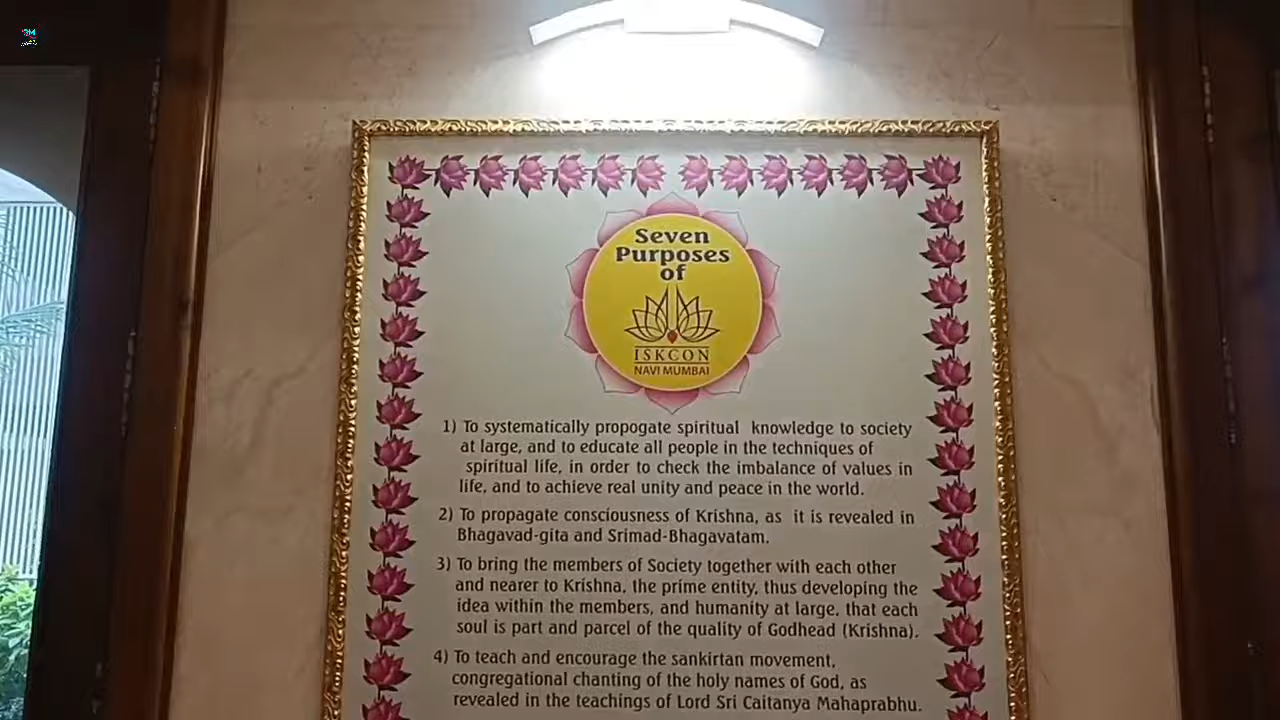 Seven
Purposes
of
ISKCON
NAVI MUMBAI
1) To systematically propogate spiritual knowledge to society
at large, and to educate all people in the techniques of
spiritual life, in order to check the imbalance of values in
life, and to achieve real unity and peace in the world.
2) To propagate consciousness of Krishna, as it is revealed in
Bhagavad-gita and Srimad-Bhagavatam.
3) To bring the members of Society together with each other
and nearer to Krishna, the prime entity, thus developing the
idea within the members, and humanity at large, that each
soul is part and parcel of the quality of Godhead (Krishna).
4) To teach and encourage the sankirtan movement,
congregational chanting of the holy names of God, as
revealed in the teachings of Lord Sri Caitanya Mahaprabhu.